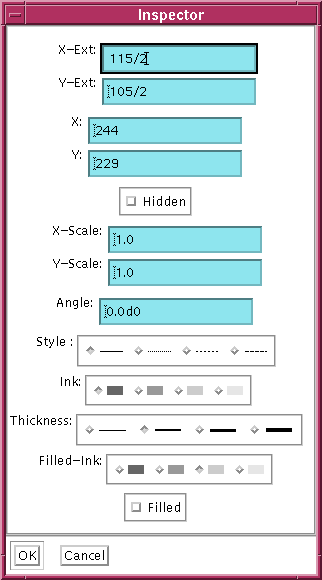 Inspector
X-Ext: 115/2
Y-Ext: 105/2
X: 244
Y: 229
Hidden
X-Scale: 1.0
Y-Scale: 1.0
Angle: 0.0d0
Style :
Ink:
Thickness:
Filled-Ink:
Filled
OK Cancel